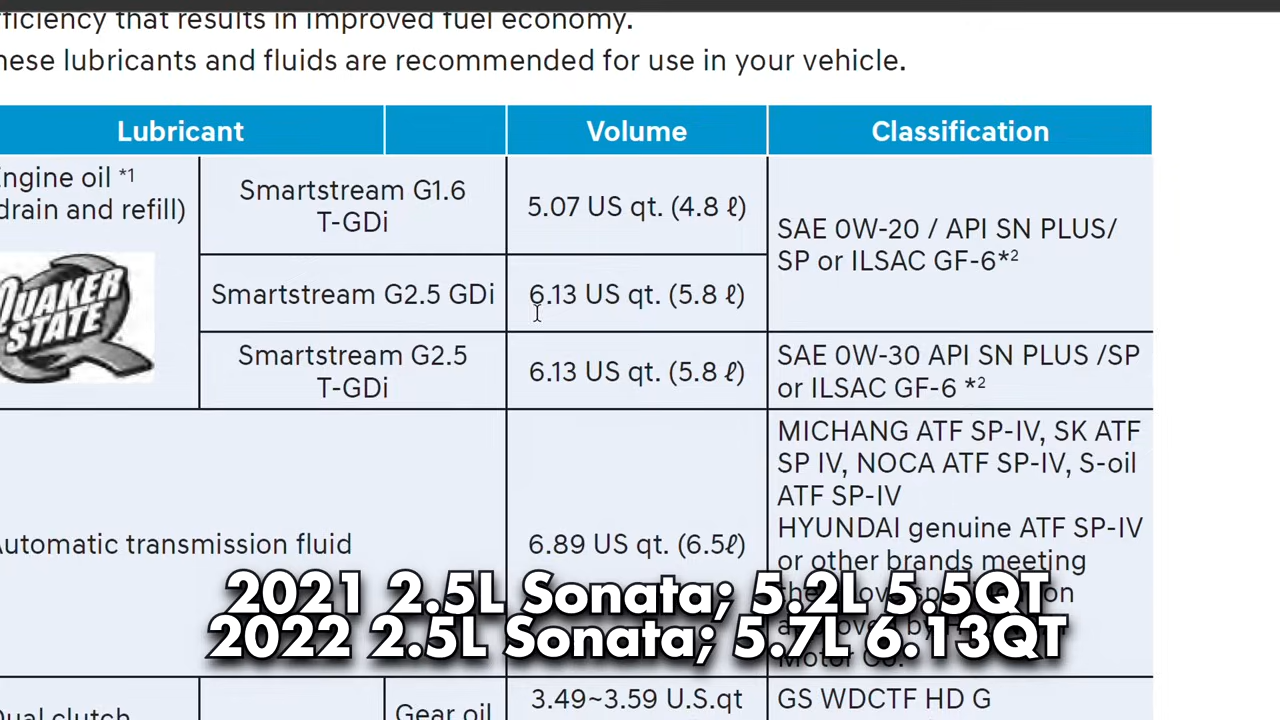 fficiency that results in improved fuel economy.
hese lubricants and fluids are recommended for use in your vehicle.
Lubricant Volume Classification
ngine oil *1
drain and refill)
QUAKER
STATE
Smartstream G1.6
T-GDi
5.07 US qt. (4.8 ℓ)
SAE 0W-20 / API SN PLUS/
SP or ILSAC GF-6*2
Smartstream G2.5 GDi
6.13 US qt. (5.8 ℓ)
Smartstream G2.5
T-GDi
6.13 US qt. (5.8 ℓ)
SAE 0W-30 API SN PLUS /SP
or ILSAC GF-6 *2
Automatic transmission fluid
6.89 US qt. (6.5ℓ)
MICHANG ATF SP-IV, SK ATF
SP IV, NOCA ATF SP-IV, S-oil
ATF SP-IV
HYUNDAI genuine ATF SP-IV
or other brands meeting
Motor Co.
2021 2.5L Sonata; 5.2L 5.5QT
2022 2.5L Sonata; 5.7L 6.13QT
Dual clutch
Gear oil
3.49~3.59 U.S.qt
GS WDCTF HD G